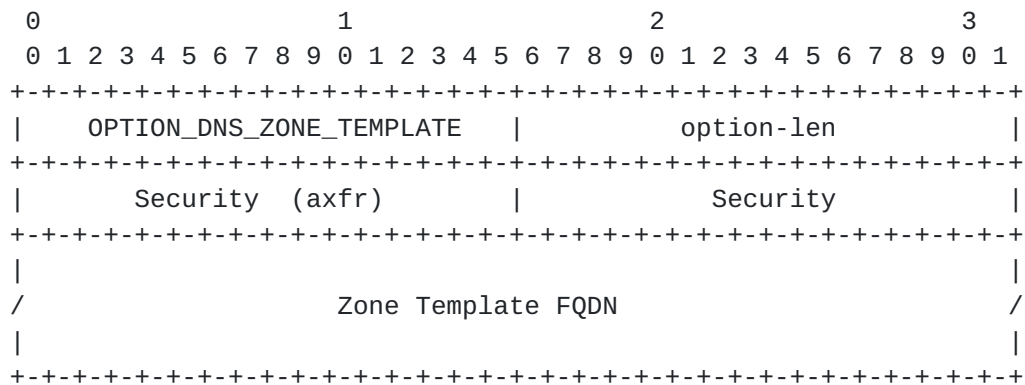 0                   1                   2                   3
 0 1 2 3 4 5 6 7 8 9 0 1 2 3 4 5 6 7 8 9 0 1 2 3 4 5 6 7 8 9 0 1
+-+-+-+-+-+-+-+-+-+-+-+-+-+-+-+-+-+-+-+-+-+-+-+-+-+-+-+-+-+-+-+-+
|    OPTION_DNS_ZONE_TEMPLATE   |          option-len           |
+-+-+-+-+-+-+-+-+-+-+-+-+-+-+-+-+-+-+-+-+-+-+-+-+-+-+-+-+-+-+-+-+
|       Security  (axfr)        |            Security           |
+-+-+-+-+-+-+-+-+-+-+-+-+-+-+-+-+-+-+-+-+-+-+-+-+-+-+-+-+-+-+-+-+
|                                                               |
/                    Zone Template FQDN                         /
|                                                               |
+-+-+-+-+-+-+-+-+-+-+-+-+-+-+-+-+-+-+-+-+-+-+-+-+-+-+-+-+-+-+-+-+